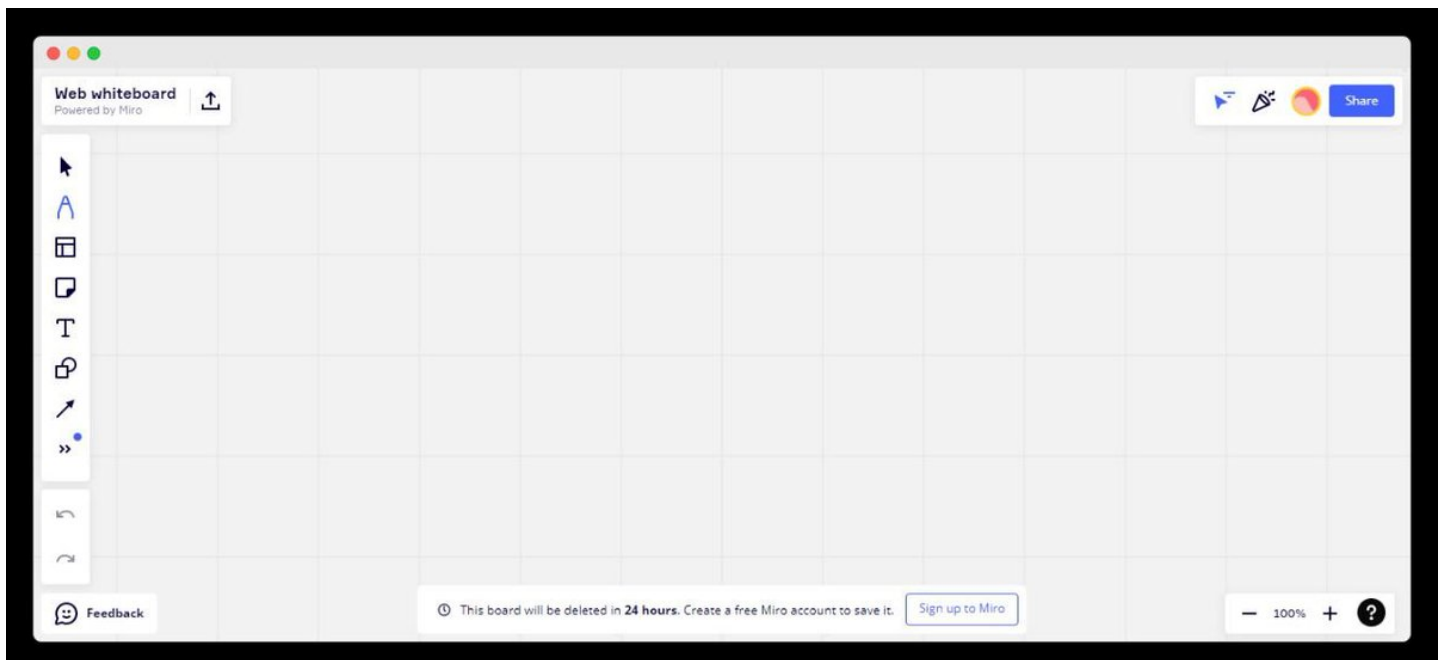 Web whiteboard
Powered by Miro
Share
Feedback
This board will be deleted in 24 hours. Create a free Miro account to save it.
Sign up to Miro
100%